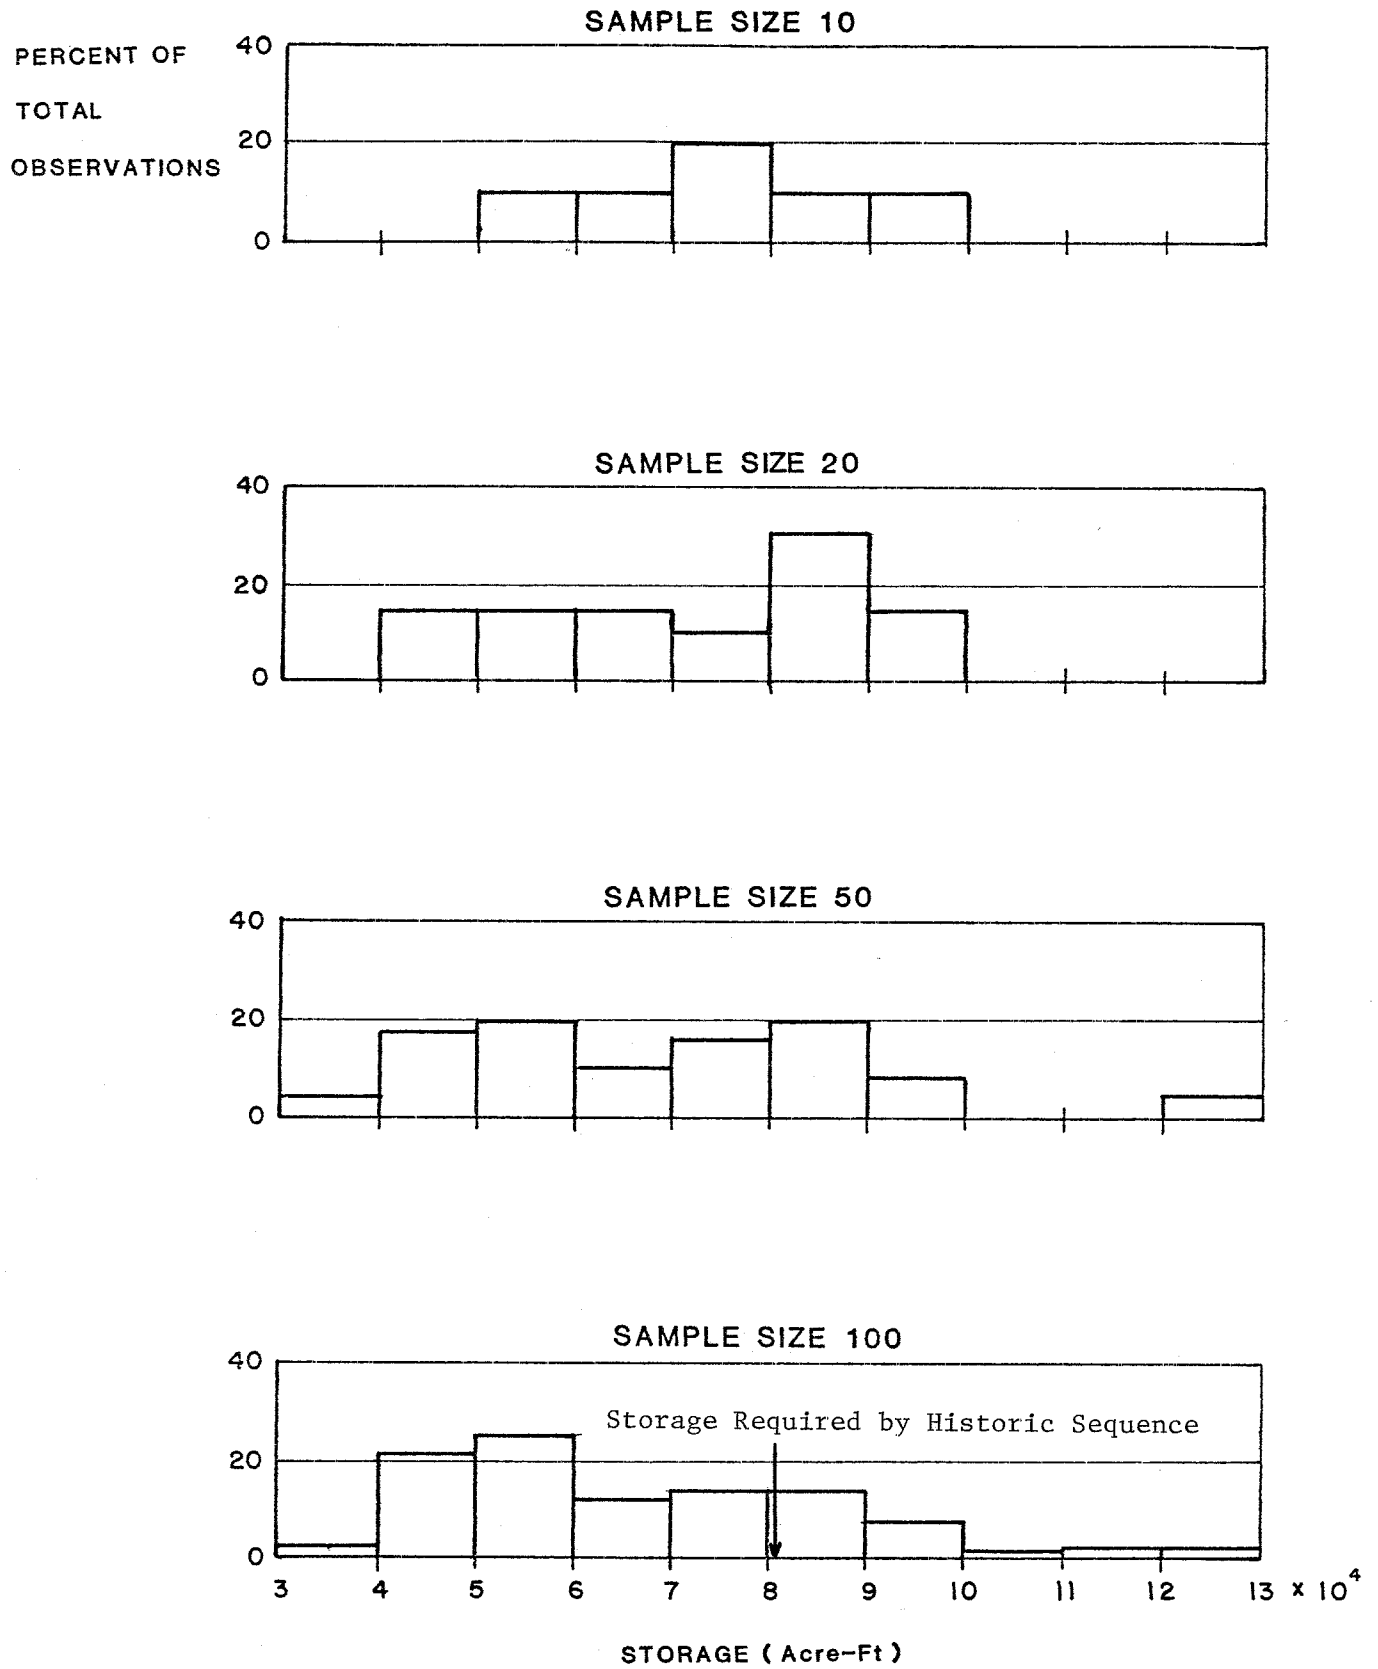 SAMPLE SIZE 10
PERCENT OF
TOTAL
OBSERVATIONS
40
20
0
SAMPLE SIZE 20
40
20
0
SAMPLE SIZE 50
40
20
0
SAMPLE SIZE 100
40
20
0
Storage Required by Historic Sequence
3 4 5 6 7 8 9 10 11 12 13 x 10^4
STORAGE (Acre-Ft)